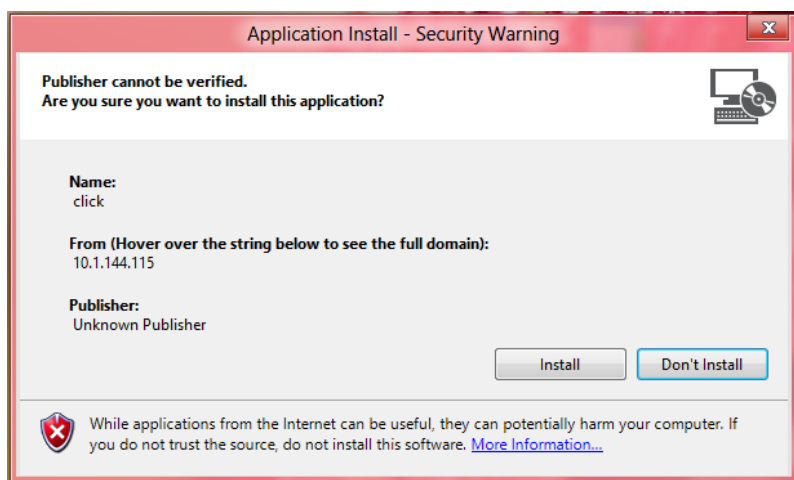 Application Install - Security Warning
Publisher cannot be verified.
Are you sure you want to install this application?
Name:
click
From (Hover over the string below to see the full domain):
10.1.144.115
Publisher:
Unknown Publisher
Install
Don't Install
While applications from the Internet can be useful, they can potentially harm your computer. If
you do not trust the source, do not install this software. More Information...